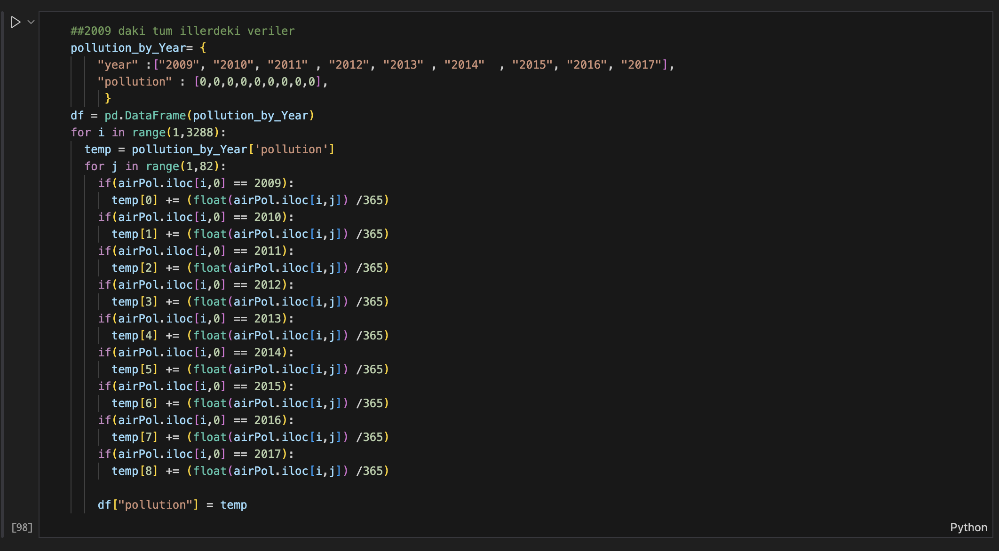 ##2009 daki tum illerdeki veriler
pollution_by_Year= {
    "year" :["2009", "2010", "2011" , "2012", "2013" , "2014"  , "2015", "2016", "2017"],
    "pollution" : [0,0,0,0,0,0,0,0,0],
     }
df = pd.DataFrame(pollution_by_Year)
for i in range(1,3288):
  temp = pollution_by_Year['pollution']
  for j in range(1,82):
    if(airPol.iloc[i,0] == 2009):
      temp[0] += (float(airPol.iloc[i,j]) /365)
    if(airPol.iloc[i,0] == 2010):
      temp[1] += (float(airPol.iloc[i,j]) /365)
    if(airPol.iloc[i,0] == 2011):
      temp[2] += (float(airPol.iloc[i,j]) /365)
    if(airPol.iloc[i,0] == 2012):
      temp[3] += (float(airPol.iloc[i,j]) /365)
    if(airPol.iloc[i,0] == 2013):
      temp[4] += (float(airPol.iloc[i,j]) /365)
    if(airPol.iloc[i,0] == 2014):
      temp[5] += (float(airPol.iloc[i,j]) /365)
    if(airPol.iloc[i,0] == 2015):
      temp[6] += (float(airPol.iloc[i,j]) /365)
    if(airPol.iloc[i,0] == 2016):
      temp[7] += (float(airPol.iloc[i,j]) /365)
    if(airPol.iloc[i,0] == 2017):
      temp[8] += (float(airPol.iloc[i,j]) /365)
    df["pollution"] = temp
[98]
Python